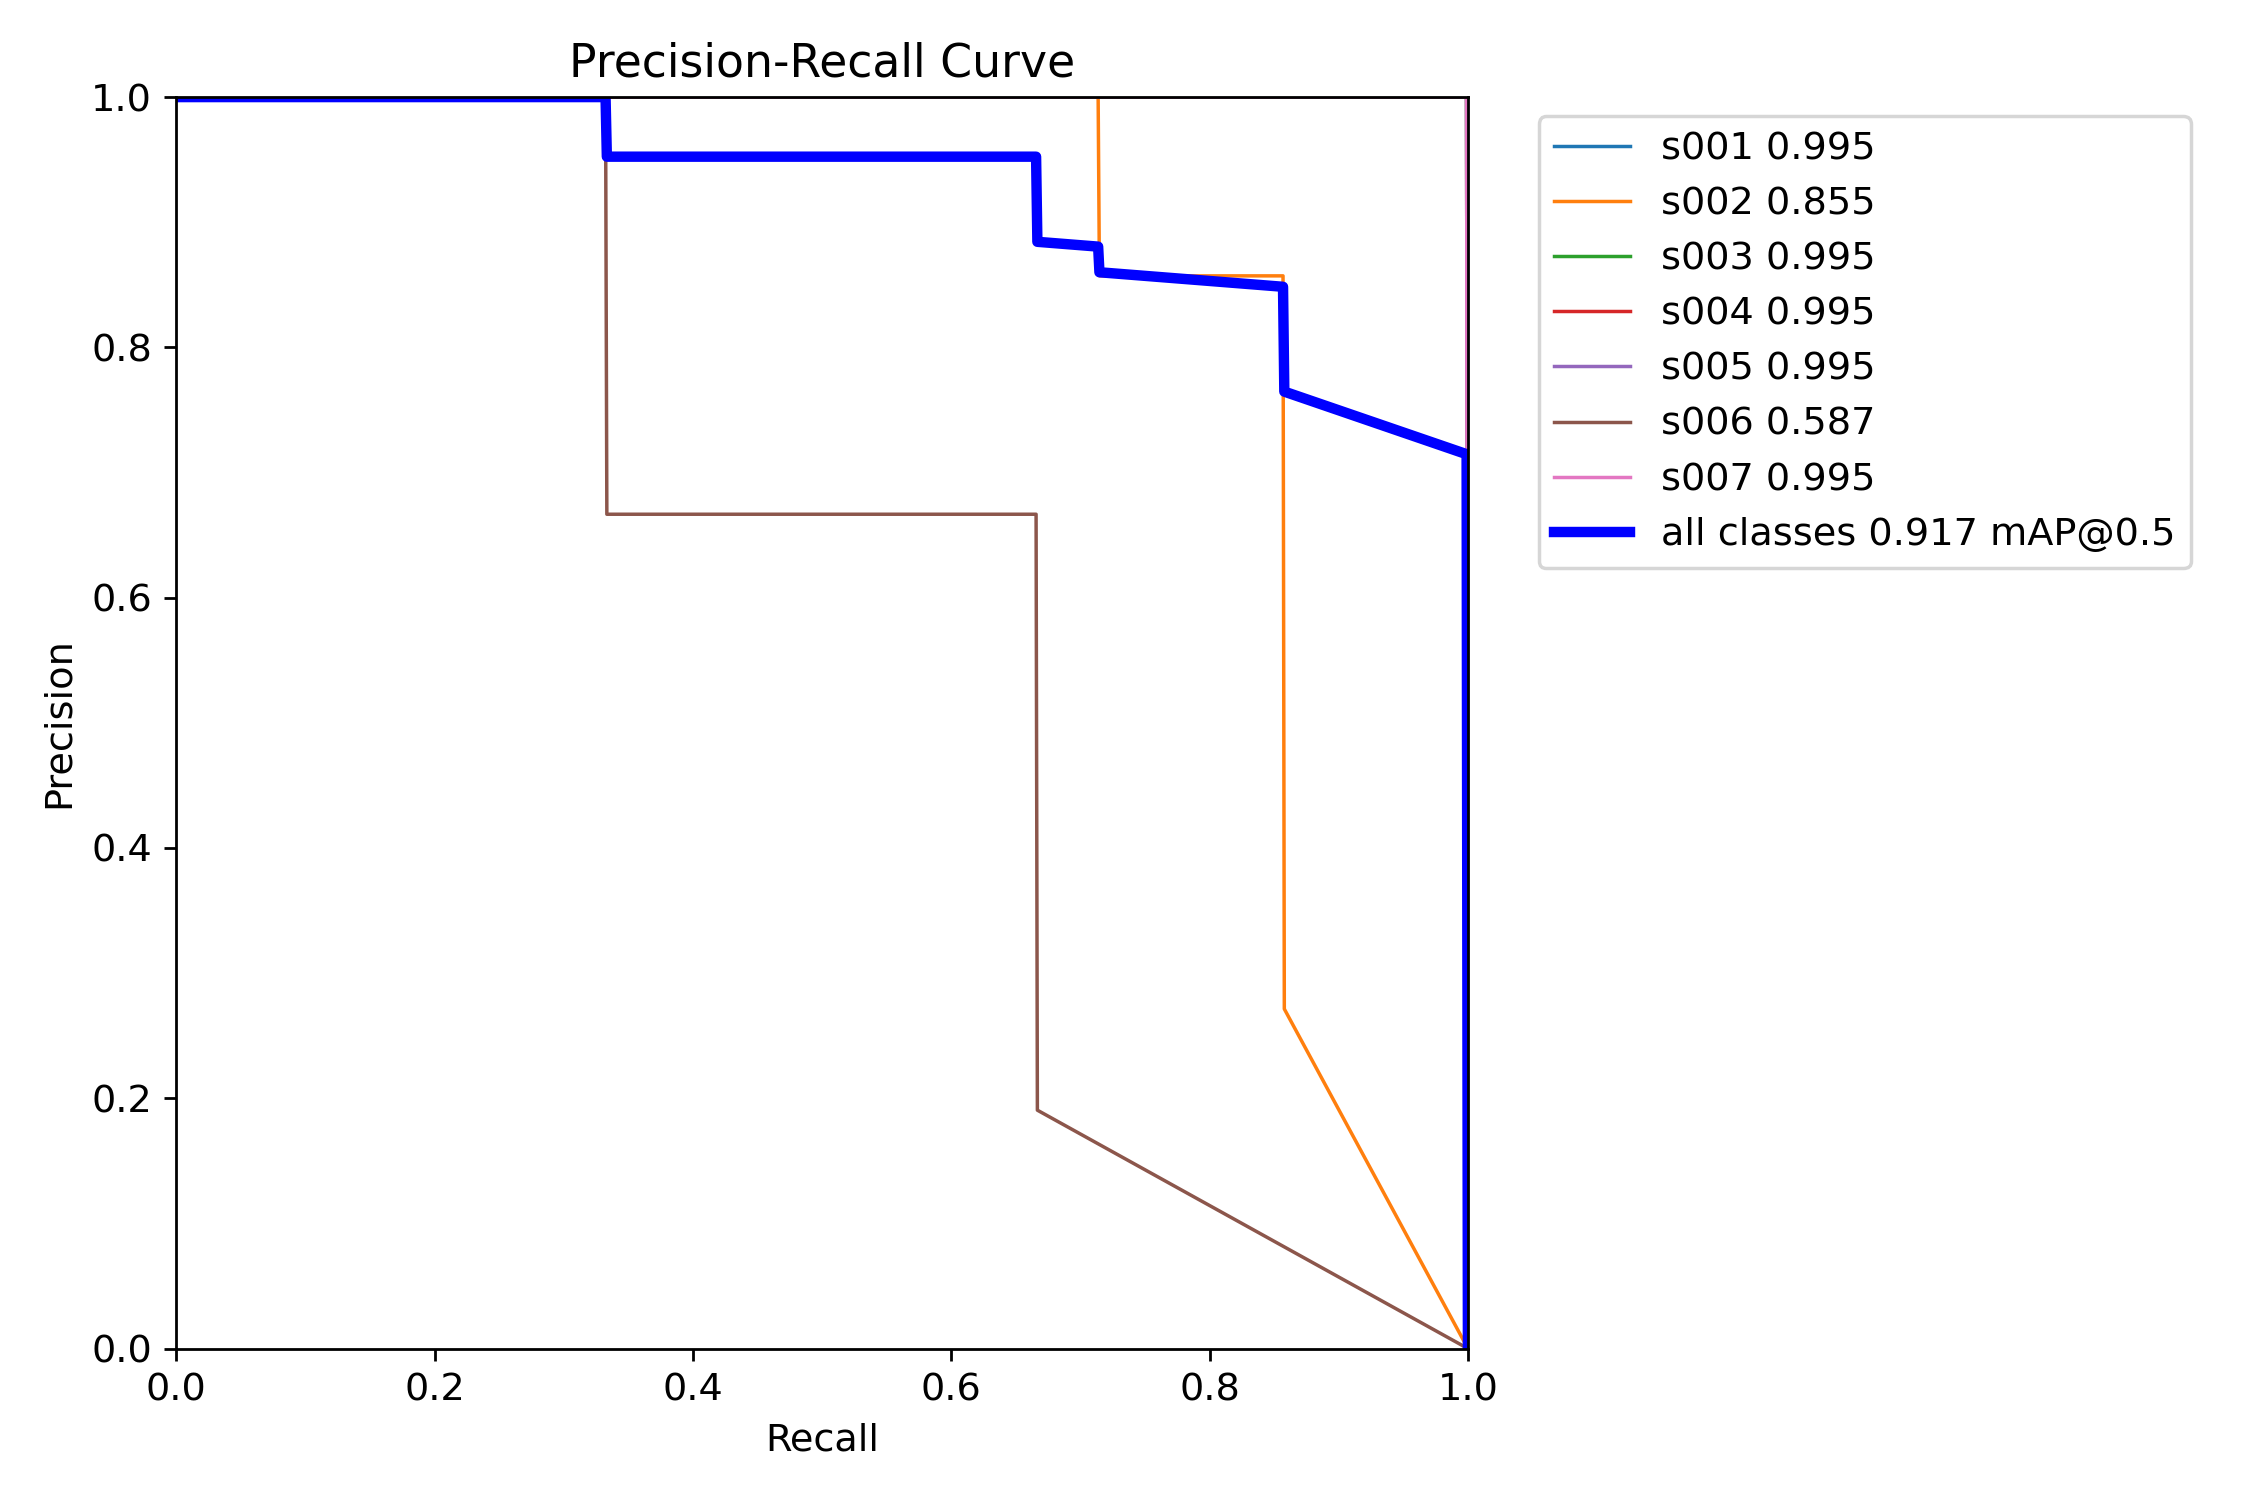 Precision-Recall Curve
1.0
0.8
0.6
0.4
0.2
0.0
Precision
0.0 0.2 0.4 0.6 0.8 1.0
Recall
s001 0.995
s002 0.855
s003 0.995
s004 0.995
s005 0.995
s006 0.587
s007 0.995
all classes 0.917 mAP@0.5